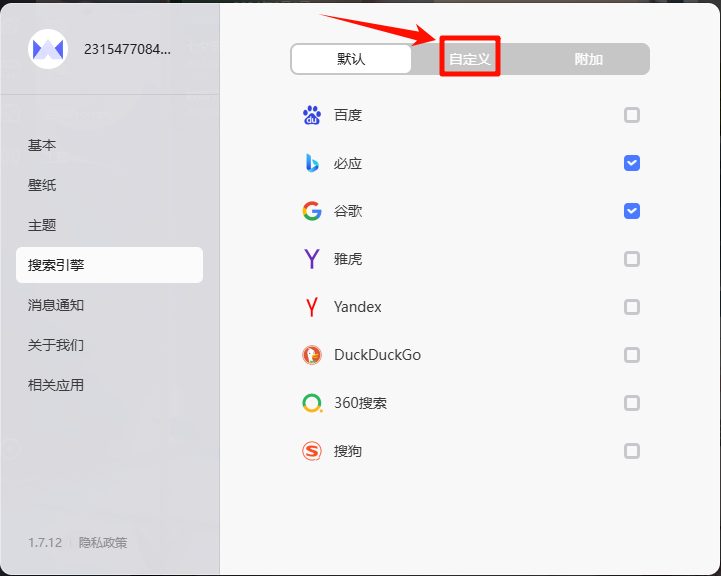 2315477084...
基本
壁纸
主题
搜索引擎
消息通知
关于我们
相关应用
1.7.12 隐私政策
默认 自定义 附加
百度
必应
谷歌
雅虎
Yandex
DuckDuckGo
360搜索
搜狗